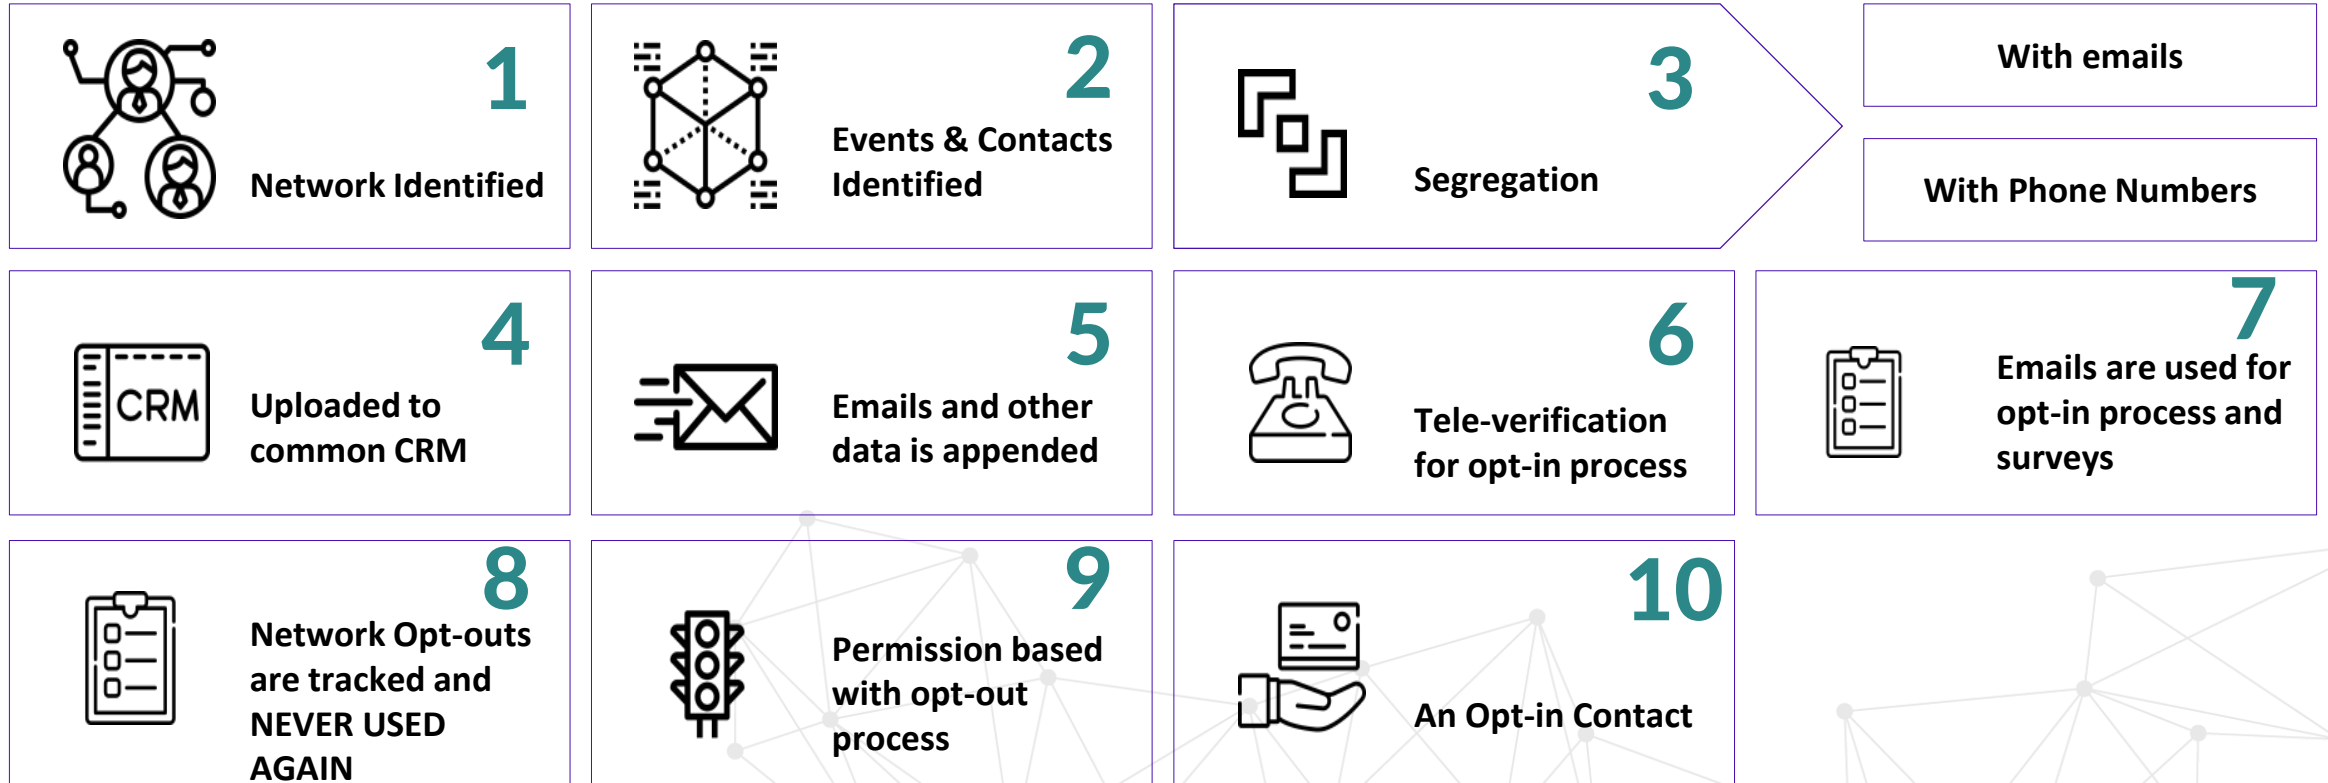 1
Network Identified
2
Events & Contacts
Identified
3
Segregation
With emails
With Phone Numbers
4
CRM
Uploaded to
common CRM
5
Emails and other
data is appended
6
Tele-verification
for opt-in process
7
Emails are used for
opt-in process and
surveys
8
Network Opt-outs
are tracked and
NEVER USED
AGAIN
9
Permission based
with opt-out
process
10
An Opt-in Contact